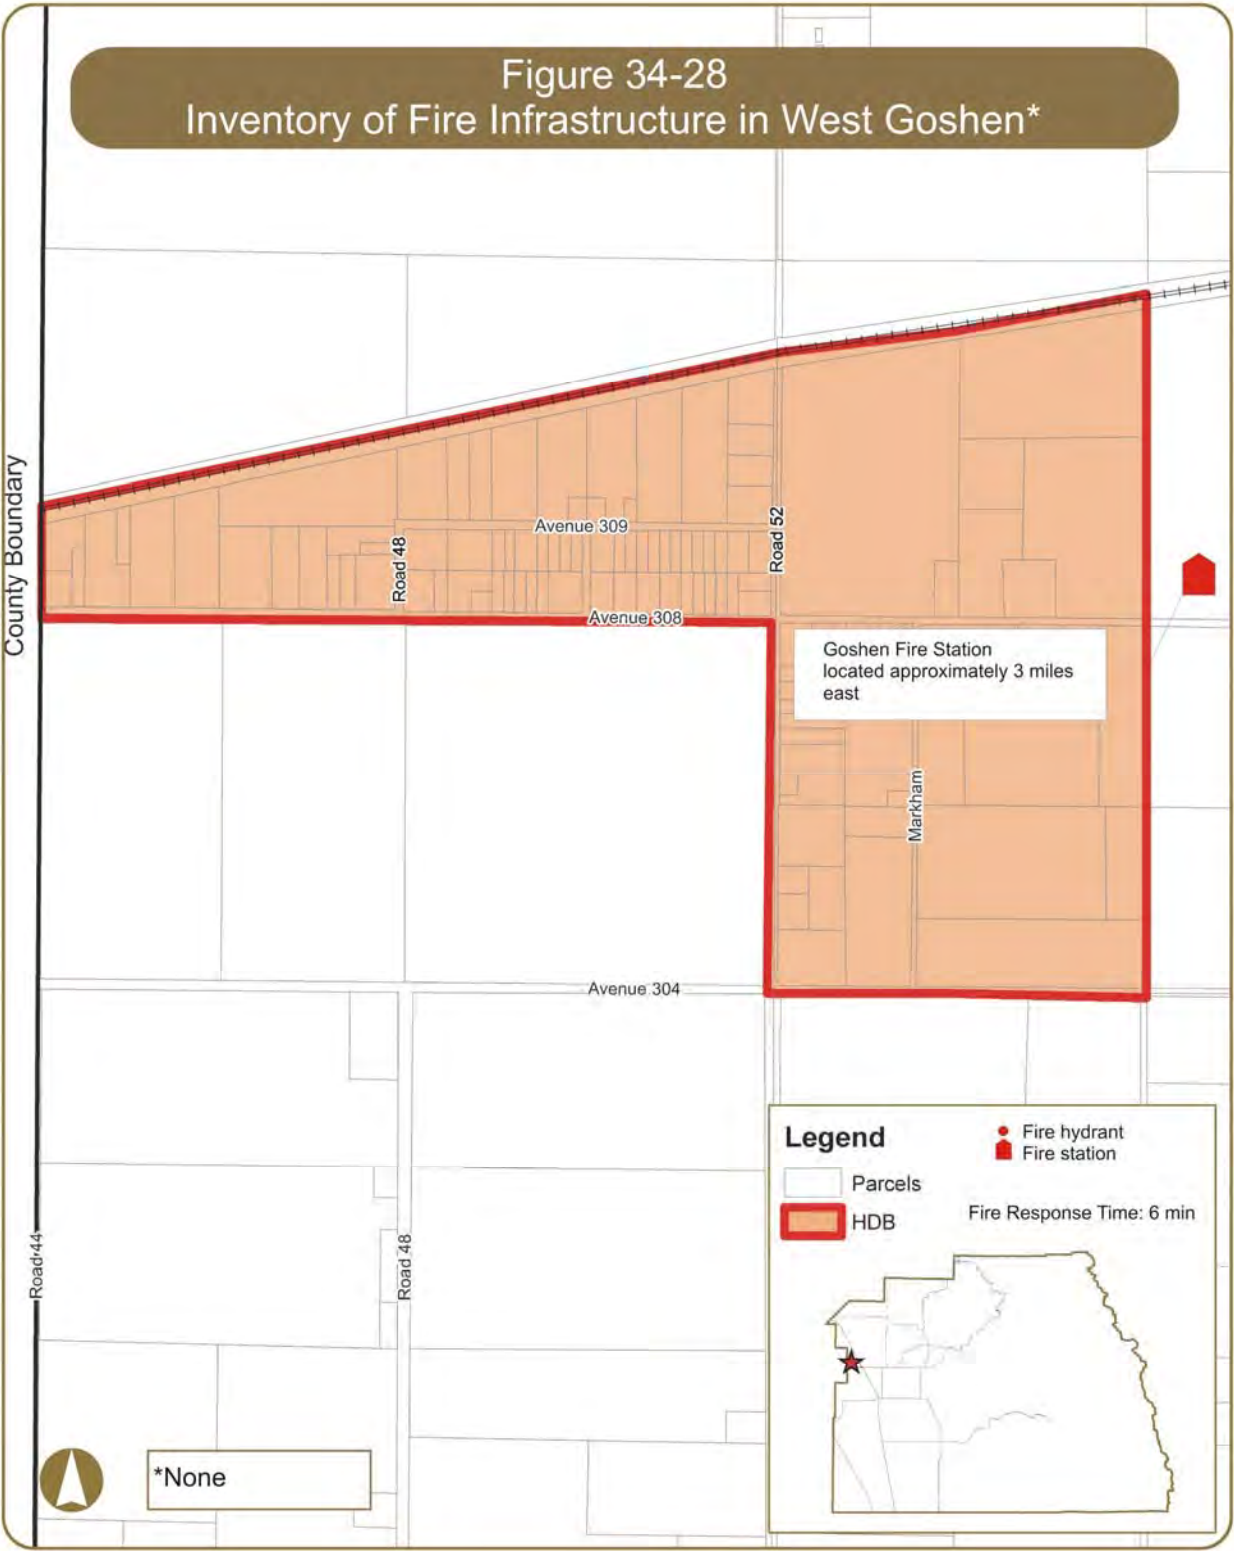 Figure 34-28
Inventory of Fire Infrastructure in West Goshen*
County Boundary
Avenue 309
Road 48
Road 52
Avenue 308
Goshen Fire Station
located approximately 3 miles
east
Markham
Avenue 304
Road 44
Road 48
Legend
Fire hydrant
Fire station
Parcels
HDB
Fire Response Time: 6 min
*None